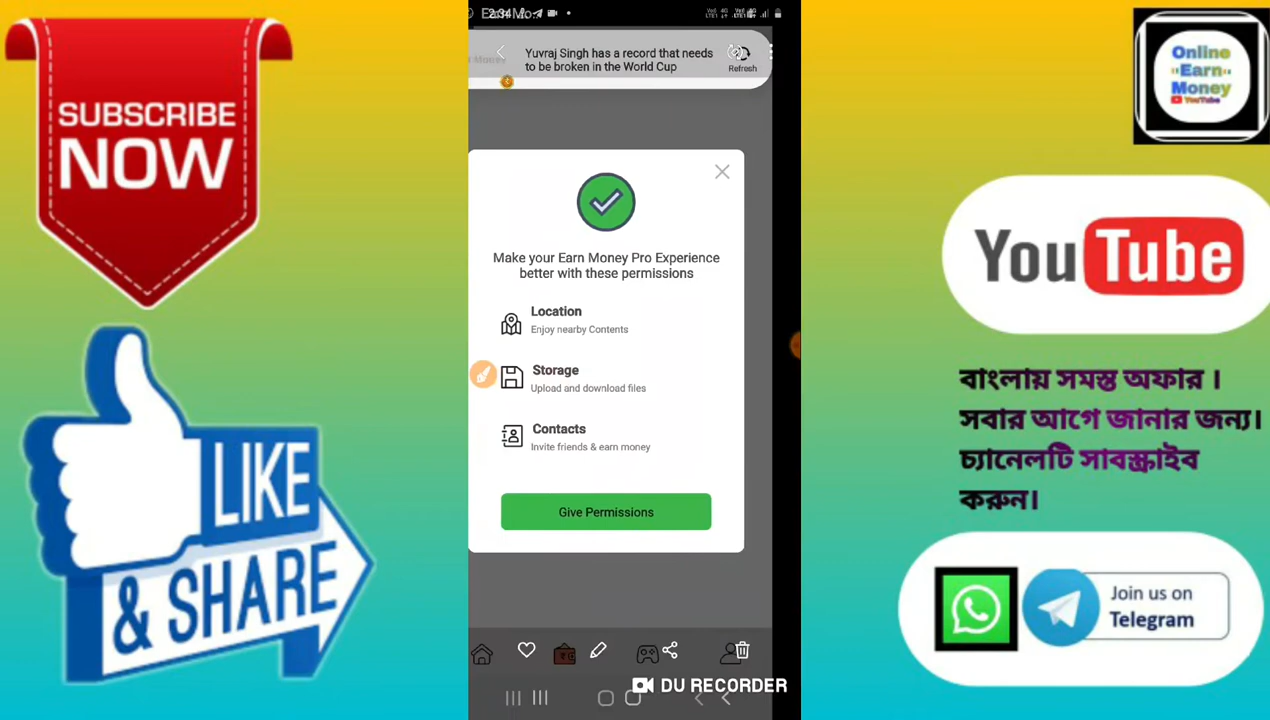 SUBSCRIBE
NOW
LIKE
& SHARE
2:34
Yuvraj Singh has a record that needs
to be broken in the World Cup
Refresh
Make your Earn Money Pro Experience
better with these permissions
Location
Enjoy nearby Contents
Storage
Upload and download files
Contacts
Invite friends & earn money
Give Permissions
DU RECORDER
Online
Earn
Money
YouTube
YouTube
বাংলায় সমস্ত অফার ।
সবার আগে জানার জন্য।
চ্যানেলটি সাবস্ক্রাইব
করুন।
Join us on
Telegram